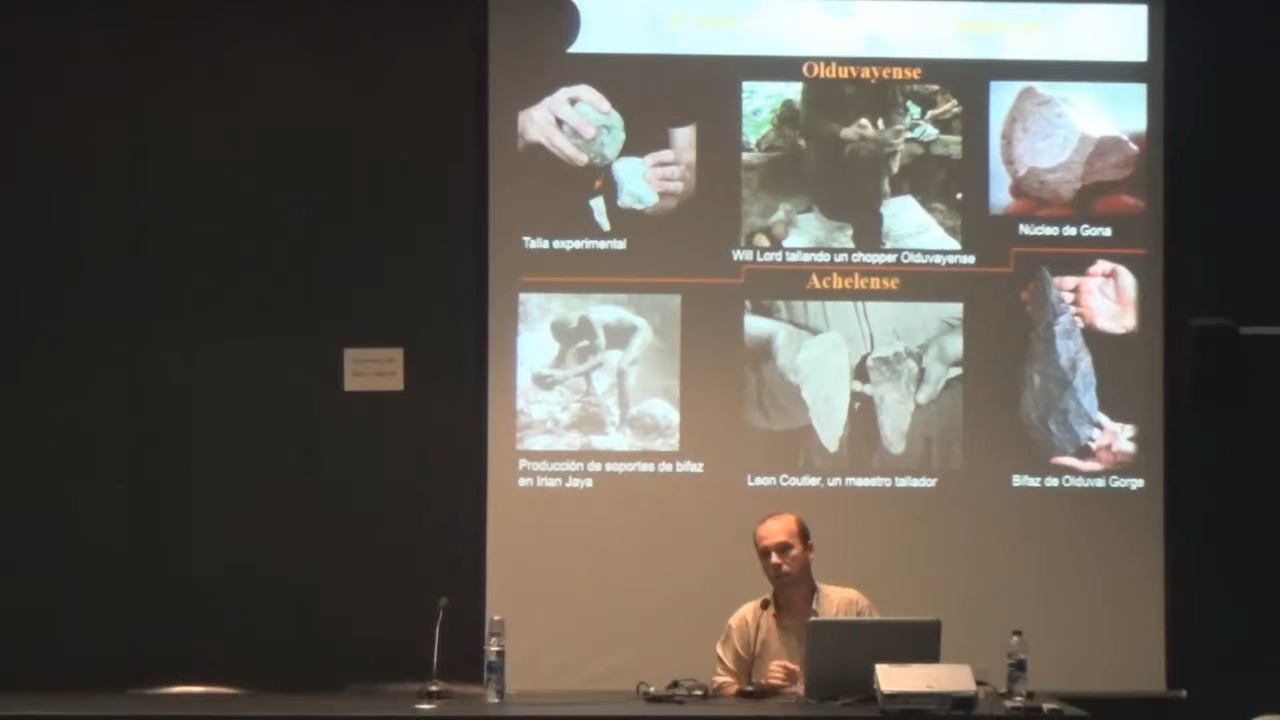 Olduvayense
Talla experimental
Will Lord tallando un chopper Olduvayense
Núcleo de Gona
Achelense
Producción de soportes de bifaz
en Irian Jaya
Leon Coutier, un maestro tallador
Bifaz de Olduvai Gorge